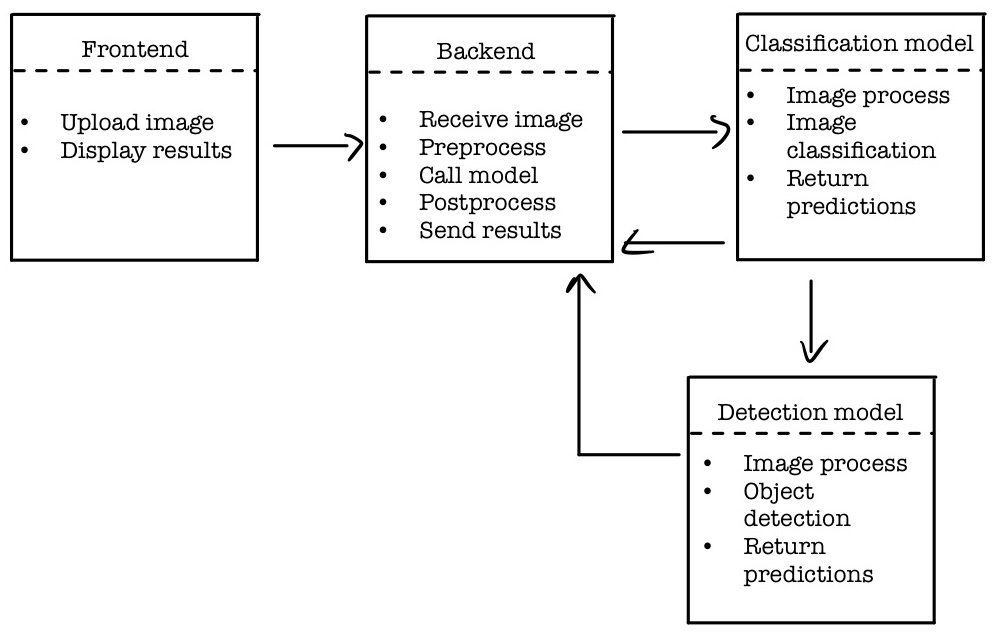 Frontend
• Upload image
• Display results
Backend
• Receive image
• Preprocess
• Call model
• Postprocess
• Send results
Classification model
• Image process
• Image
classification
• Return
predictions
Detection model
• Image process
• Object
detection
• Return
predictions